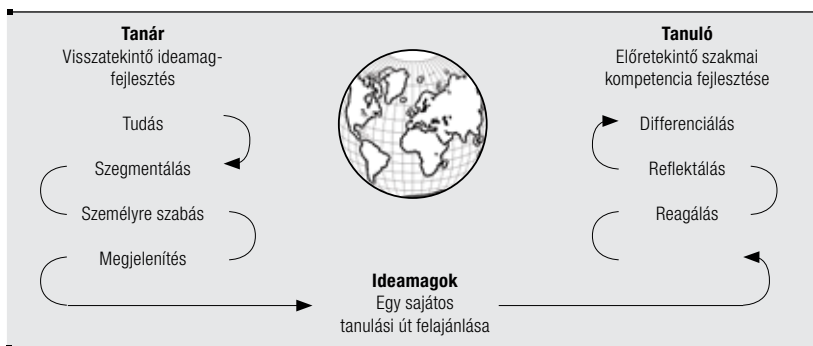 Tanár
Visszatekintő ideamag-
fejlesztés
Tudás
Szegmentálás
Személyre szabás
Megjelenítés
Ideamagok
Egy sajátos
tanulási út felajánlása
Tanuló
Előretekintő szakmai
kompetencia fejlesztése
Differenciálás
Reflektálás
Reagálás